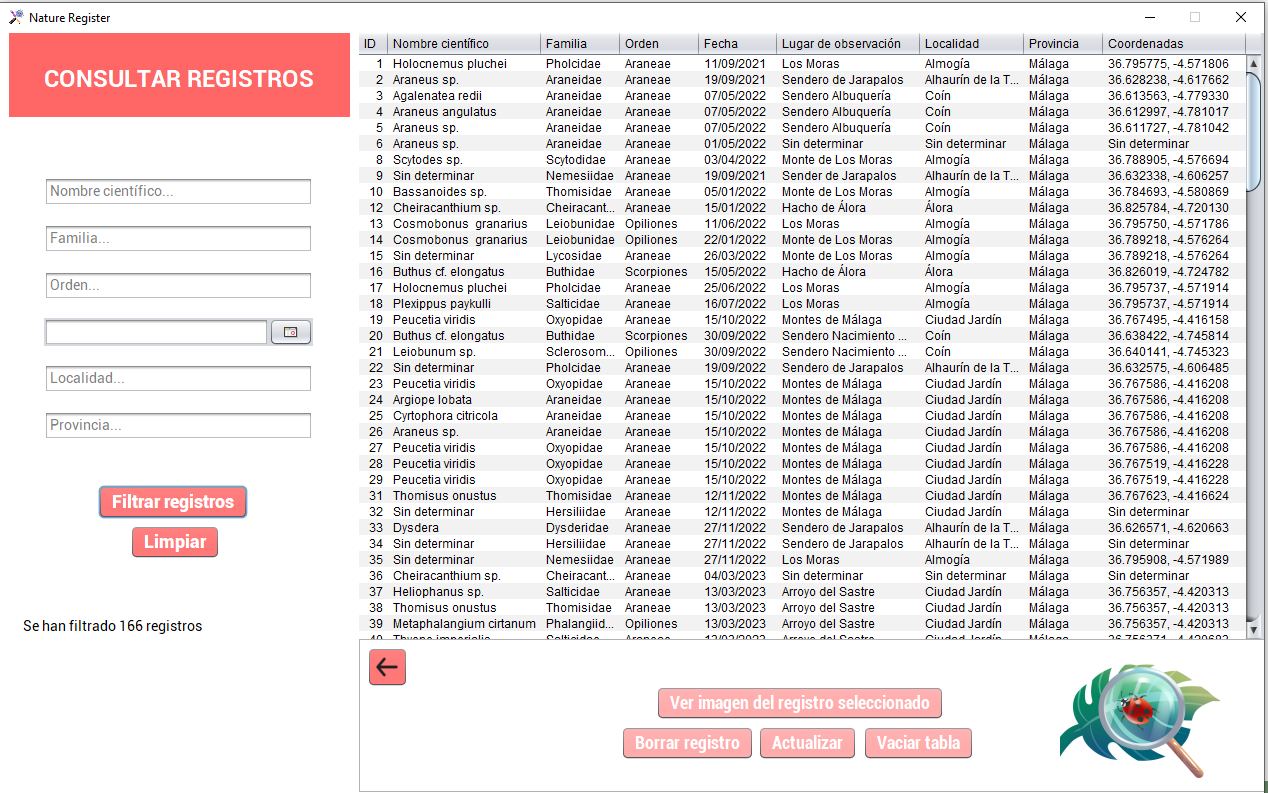 Nature Register
CONSULTAR REGISTROS
Nombre científico...
Familia...
Orden...
Localidad...
Provincia...
Filtrar registros
Limpiar
Se han filtrado 166 registros
ID Nombre científico Familia Orden Fecha Lugar de observación Localidad Provincia Coordenadas
1 Holocnemus pluchei Pholcidae Araneae 11/09/2021 Los Moras Almogía Málaga 36.795775, -4.571806
2 Araneus sp. Araneidae Araneae 19/09/2021 Sendero de Jarapalos Alhaurín de la T... Málaga 36.628238, -4.617662
3 Agalenatea redii Araneidae Araneae 07/05/2022 Sendero Albuquería Coín Málaga 36.613563, -4.779330
4 Araneus angulatus Araneidae Araneae 07/05/2022 Sendero Albuquería Coín Málaga 36.612997, -4.781017
5 Araneus sp. Araneidae Araneae 07/05/2022 Sendero Albuquería Coín Málaga 36.611727, -4.781042
6 Araneus sp. Araneidae Araneae 01/05/2022 Sin determinar Sin determinar Málaga Sin determinar
8 Scytodes sp. Scytodidae Araneae 03/04/2022 Monte de Los Moras Almogía Málaga 36.788905, -4.576694
9 Sin determinar Nemesiidae Araneae 19/09/2021 Sender de Jarapalos Alhaurín de la T... Málaga 36.632338, -4.606257
10 Bassanoides sp. Thomisidae Araneae 05/01/2022 Monte de Los Moras Almogía Málaga 36.784693, -4.580869
12 Cheiracanthium sp. Cheiracant... Araneae 15/01/2022 Hacho de Álora Álora Málaga 36.825784, -4.720130
13 Cosmobonus granarius Leiobunidae Opiliones 11/06/2022 Los Moras Almogía Málaga 36.795750, -4.571786
14 Cosmobonus granarius Leiobunidae Opiliones 22/01/2022 Monte de Los Moras Almogía Málaga 36.789218, -4.576264
15 Sin determinar Lycosidae Araneae 26/03/2022 Monte de Los Moras Almogía Málaga 36.789218, -4.576264
16 Buthus cf. elongatus Buthidae Scorpiones 15/05/2022 Hacho de Álora Álora Málaga 36.826019, -4.724782
17 Holocnemus pluchei Pholcidae Araneae 25/06/2022 Los Moras Almogía Málaga 36.795737, -4.571914
18 Plexippus paykulli Salticidae Araneae 16/07/2022 Los Moras Almogía Málaga 36.795737, -4.571914
19 Peucetia viridis Oxyopidae Araneae 15/10/2022 Montes de Málaga Ciudad Jardín Málaga 36.767495, -4.416158
20 Buthus cf. elongatus Buthidae Scorpiones 30/09/2022 Sendero Nacimiento ... Coín Málaga 36.638422, -4.745814
21 Leiobunum sp. Sclerosom... Opiliones 30/09/2022 Sendero Nacimiento ... Coín Málaga 36.640141, -4.745323
22 Sin determinar Pholcidae Araneae 19/09/2022 Sendero de Jarapalos Alhaurín de la T... Málaga 36.632575, -4.606485
23 Peucetia viridis Oxyopidae Araneae 15/10/2022 Montes de Málaga Ciudad Jardín Málaga 36.767586, -4.416208
24 Argiope lobata Araneidae Araneae 15/10/2022 Montes de Málaga Ciudad Jardín Málaga 36.767586, -4.416208
25 Cyrtophora citricola Araneidae Araneae 15/10/2022 Montes de Málaga Ciudad Jardín Málaga 36.767586, -4.416208
26 Araneus sp. Araneidae Araneae 15/10/2022 Montes de Málaga Ciudad Jardín Málaga 36.767586, -4.416208
27 Peucetia viridis Oxyopidae Araneae 15/10/2022 Montes de Málaga Ciudad Jardín Málaga 36.767586, -4.416208
28 Peucetia viridis Oxyopidae Araneae 15/10/2022 Montes de Málaga Ciudad Jardín Málaga 36.767519, -4.416228
29 Peucetia viridis Oxyopidae Araneae 15/10/2022 Montes de Málaga Ciudad Jardín Málaga 36.767519, -4.416228
31 Thomisus onustus Thomisidae Araneae 12/11/2022 Montes de Málaga Ciudad Jardín Málaga 36.767623, -4.416624
32 Sin determinar Hersiliidae Araneae 12/11/2022 Montes de Málaga Ciudad Jardín Málaga Sin determinar
33 Dysdera Dysderidae Araneae 27/11/2022 Sendero de Jarapalos Alhaurín de la T... Málaga 36.626571, -4.620663
34 Sin determinar Hersiliidae Araneae 27/11/2022 Sendero de Jarapalos Alhaurín de la T... Málaga Sin determinar
35 Sin determinar Nemesiidae Araneae 27/11/2022 Los Moras Almogía Málaga 36.795908, -4.571989
36 Cheiracanthium sp. Cheiracant... Araneae 04/03/2023 Sin determinar Sin determinar Málaga Sin determinar
37 Heliophanus sp. Salticidae Araneae 13/03/2023 Arroyo del Sastre Ciudad Jardín Málaga 36.756357, -4.420313
38 Thomisus onustus Thomisidae Araneae 13/03/2023 Arroyo del Sastre Ciudad Jardín Málaga 36.756357, -4.420313
39 Metaphalangium cirtanum Phalangiid... Opiliones 13/03/2023 Arroyo del Sastre Ciudad Jardín Málaga 36.756357, -4.420313
Ver imagen del registro seleccionado
Borrar registro Actualizar Vaciar tabla